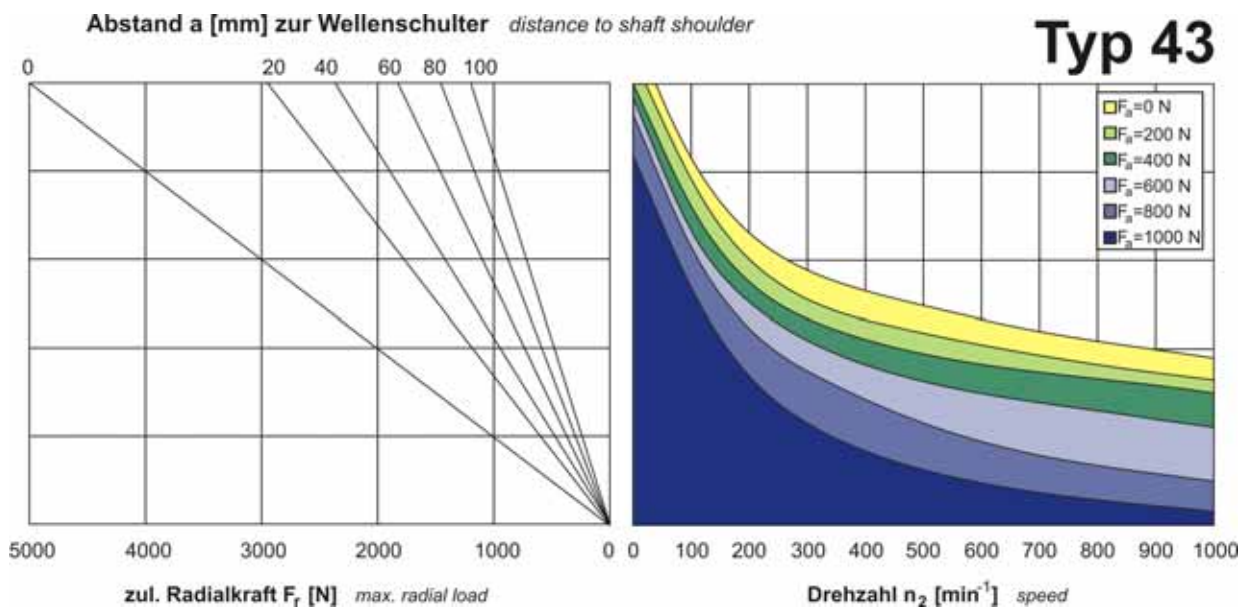 Abstand a [mm] zur Wellenschulter distance to shaft shoulder
Typ 43
0 20 40 60 80 100
Fa=0 N
Fa=200 N
Fa=400 N
Fa=600 N
Fa=800 N
Fa=1000 N
5000 4000 3000 2000 1000 0
0 100 200 300 400 500 600 700 800 900 1000
zul. Radialkraft Fr [N] max. radial load
Drehzahl n2 [min-1] speed